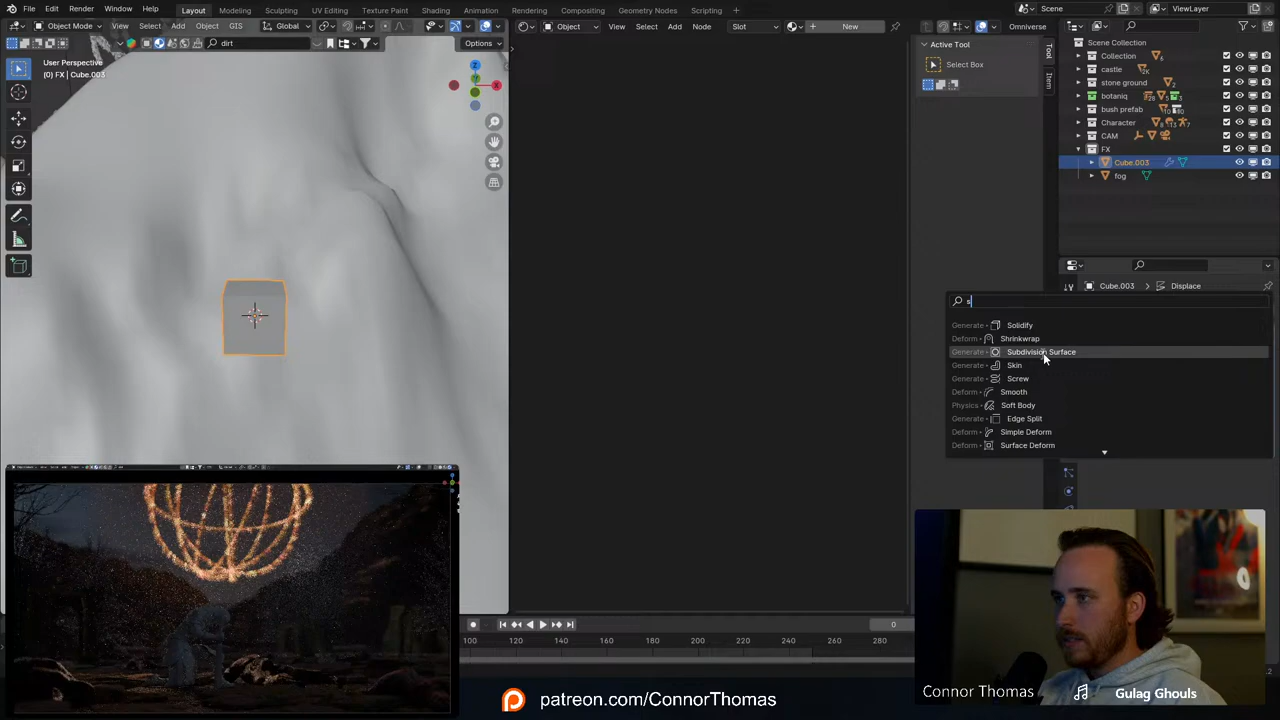 File Edit Render Window Help
Layout Modeling Sculpting UV Editing Texture Paint Shading Animation Rendering Compositing Geometry Nodes Scripting
Scene
ViewLayer
Object Mode View Select Add Object GIS
Global
Object View Select Add Node Slot New
Omniverse
dirt
Options
User Perspective
(0) FX | Cube.003
Z
X
Active Tool
Select Box
Tool
Item
Scene Collection
Collection
castle
stone ground
botaniq
bush prefab
Character
CAM
FX
Cube.003
fog
Cube.003 > Displace
s
Generate Solidify
Deform Shrinkwrap
Generate Subdivision Surface
Generate Skin
Generate Screw
Deform Smooth
Physics Soft Body
Generate Edge Split
Deform Simple Deform
Deform Surface Deform
0
100 120 140 160 180 200 220 240 260 280
patreon.com/ConnorThomas
Connor Thomas
Gulag Ghouls